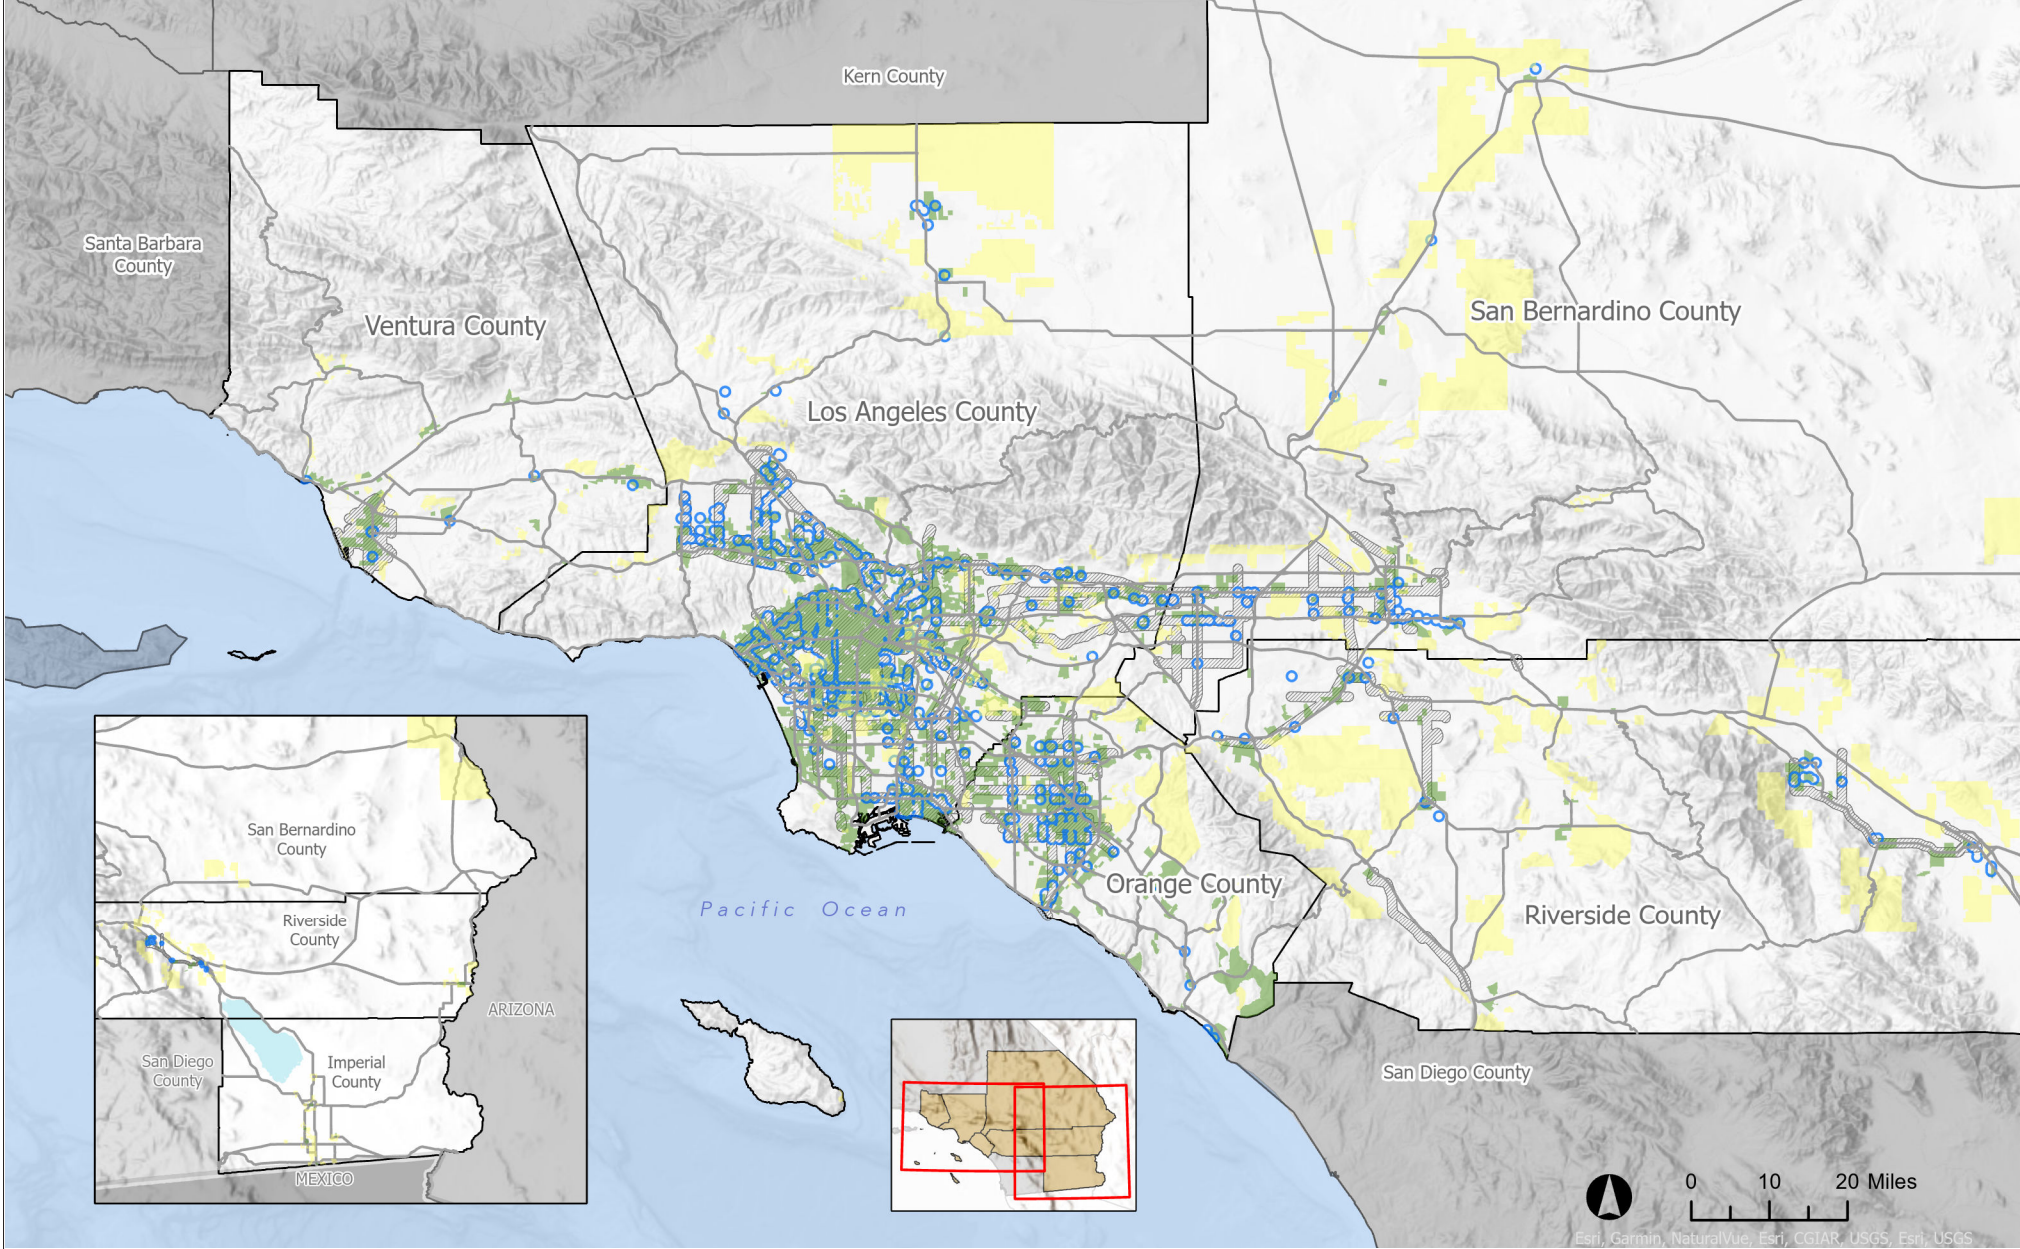 Kern County
Santa Barbara
County
Ventura County
San Bernardino County
Los Angeles County
Orange County
Riverside County
Pacific Ocean
San Diego County
San Bernardino
County
Riverside
County
ARIZONA
San Diego
County
Imperial
County
MEXICO
0 10 20 Miles
Esri, Garmin, NaturalVue, Esri, CGIAR, USGS, Esri, USGS